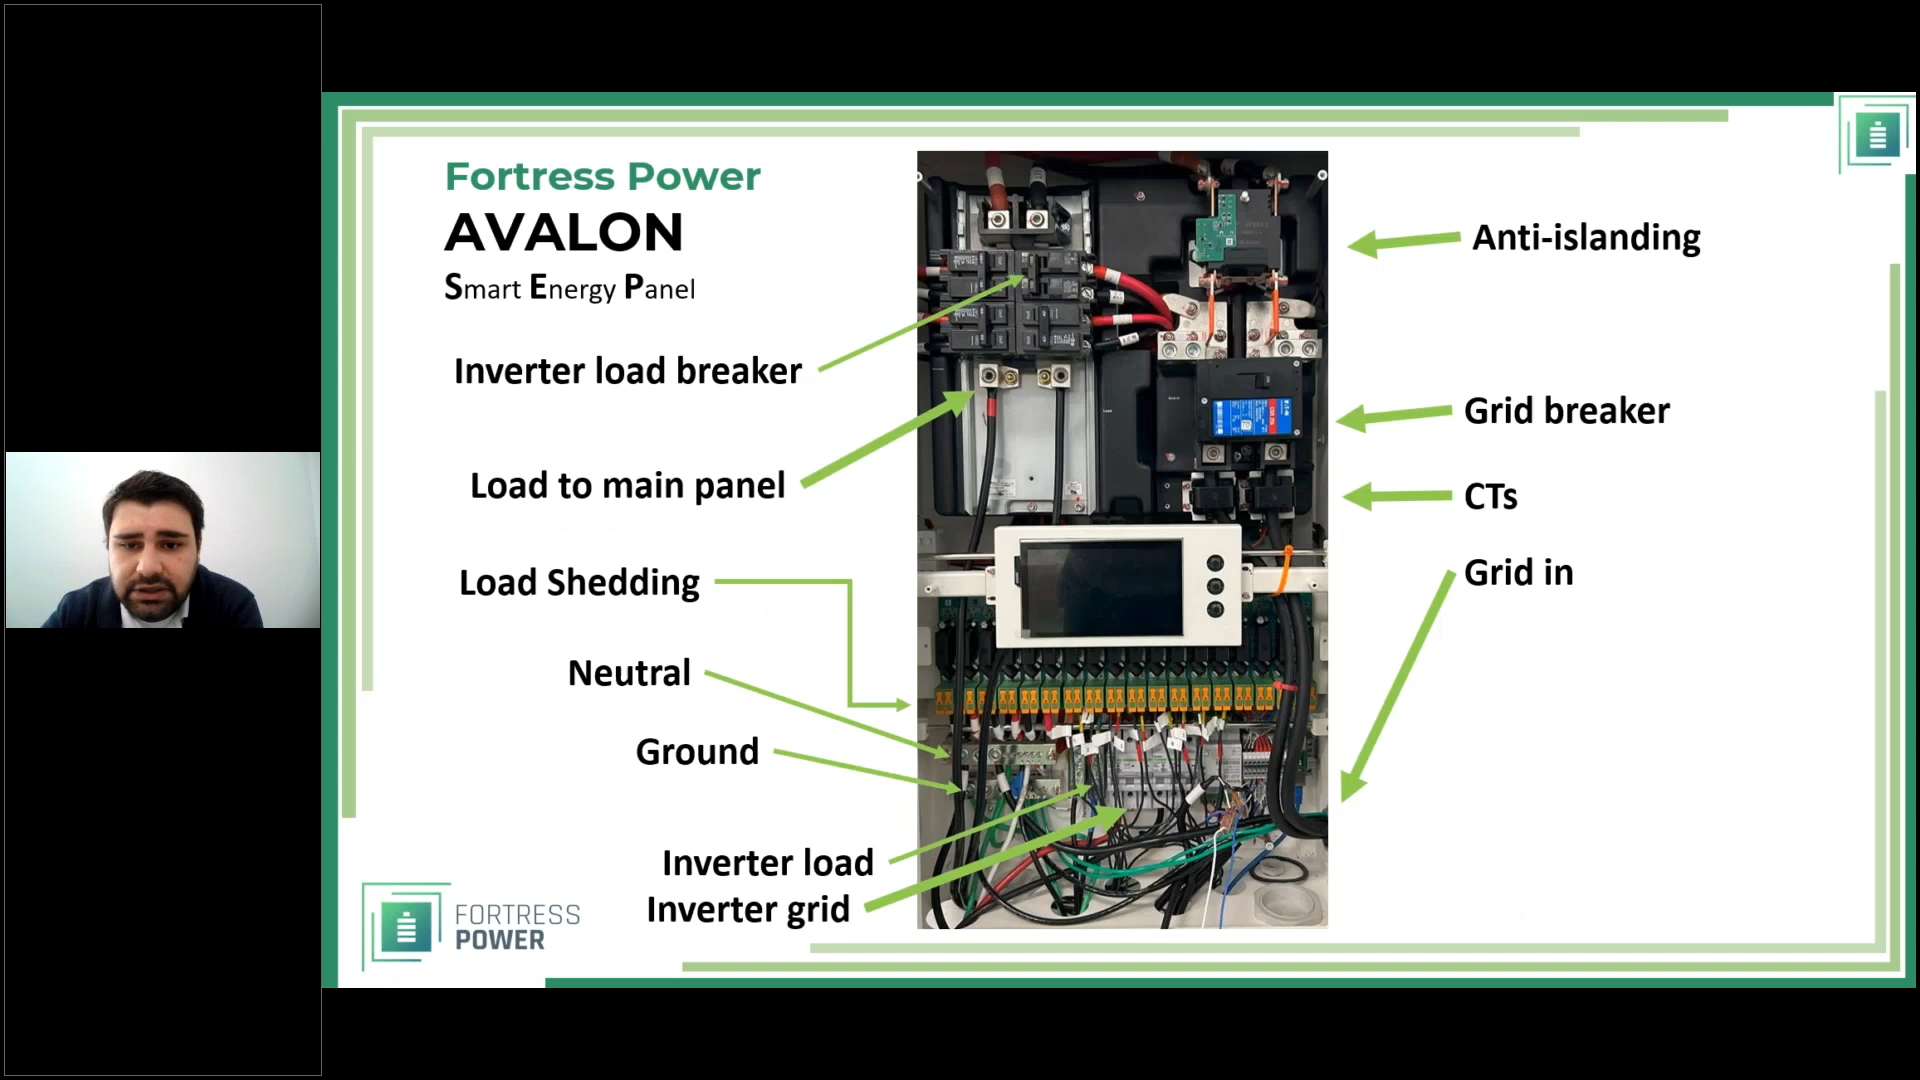 Fortress Power
AVALON
Smart Energy Panel
Inverter load breaker
Load to main panel
Load Shedding
Neutral
Ground
Inverter load
Inverter grid
Anti-islanding
Grid breaker
CTs
Grid in
FORTRESS
POWER